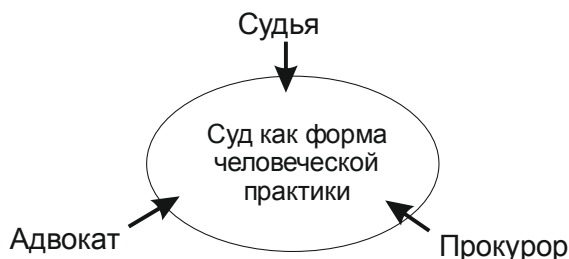 Судья
Суд как форма
человеческой
практики
Адвокат
Прокурор